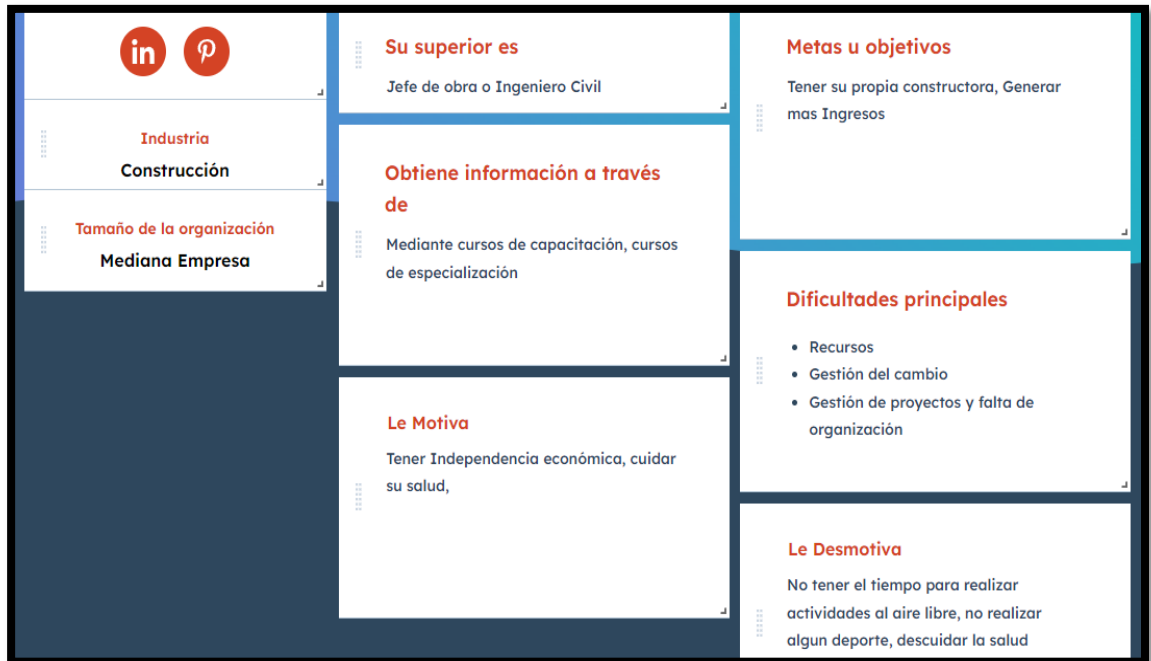 in
Industria
Construcción
Tamaño de la organización
Mediana Empresa
Su superior es
Jefe de obra o Ingeniero Civil
Obtiene información a través
de
Mediante cursos de capacitación, cursos
de especialización
Le Motiva
Tener Independencia económica, cuidar
su salud,
Metas u objetivos
Tener su propia constructora, Generar
mas Ingresos
Dificultades principales
• Recursos
• Gestión del cambio
• Gestión de proyectos y falta de
organización
Le Desmotiva
No tener el tiempo para realizar
actividades al aire libre, no realizar
algun deporte, descuidar la salud